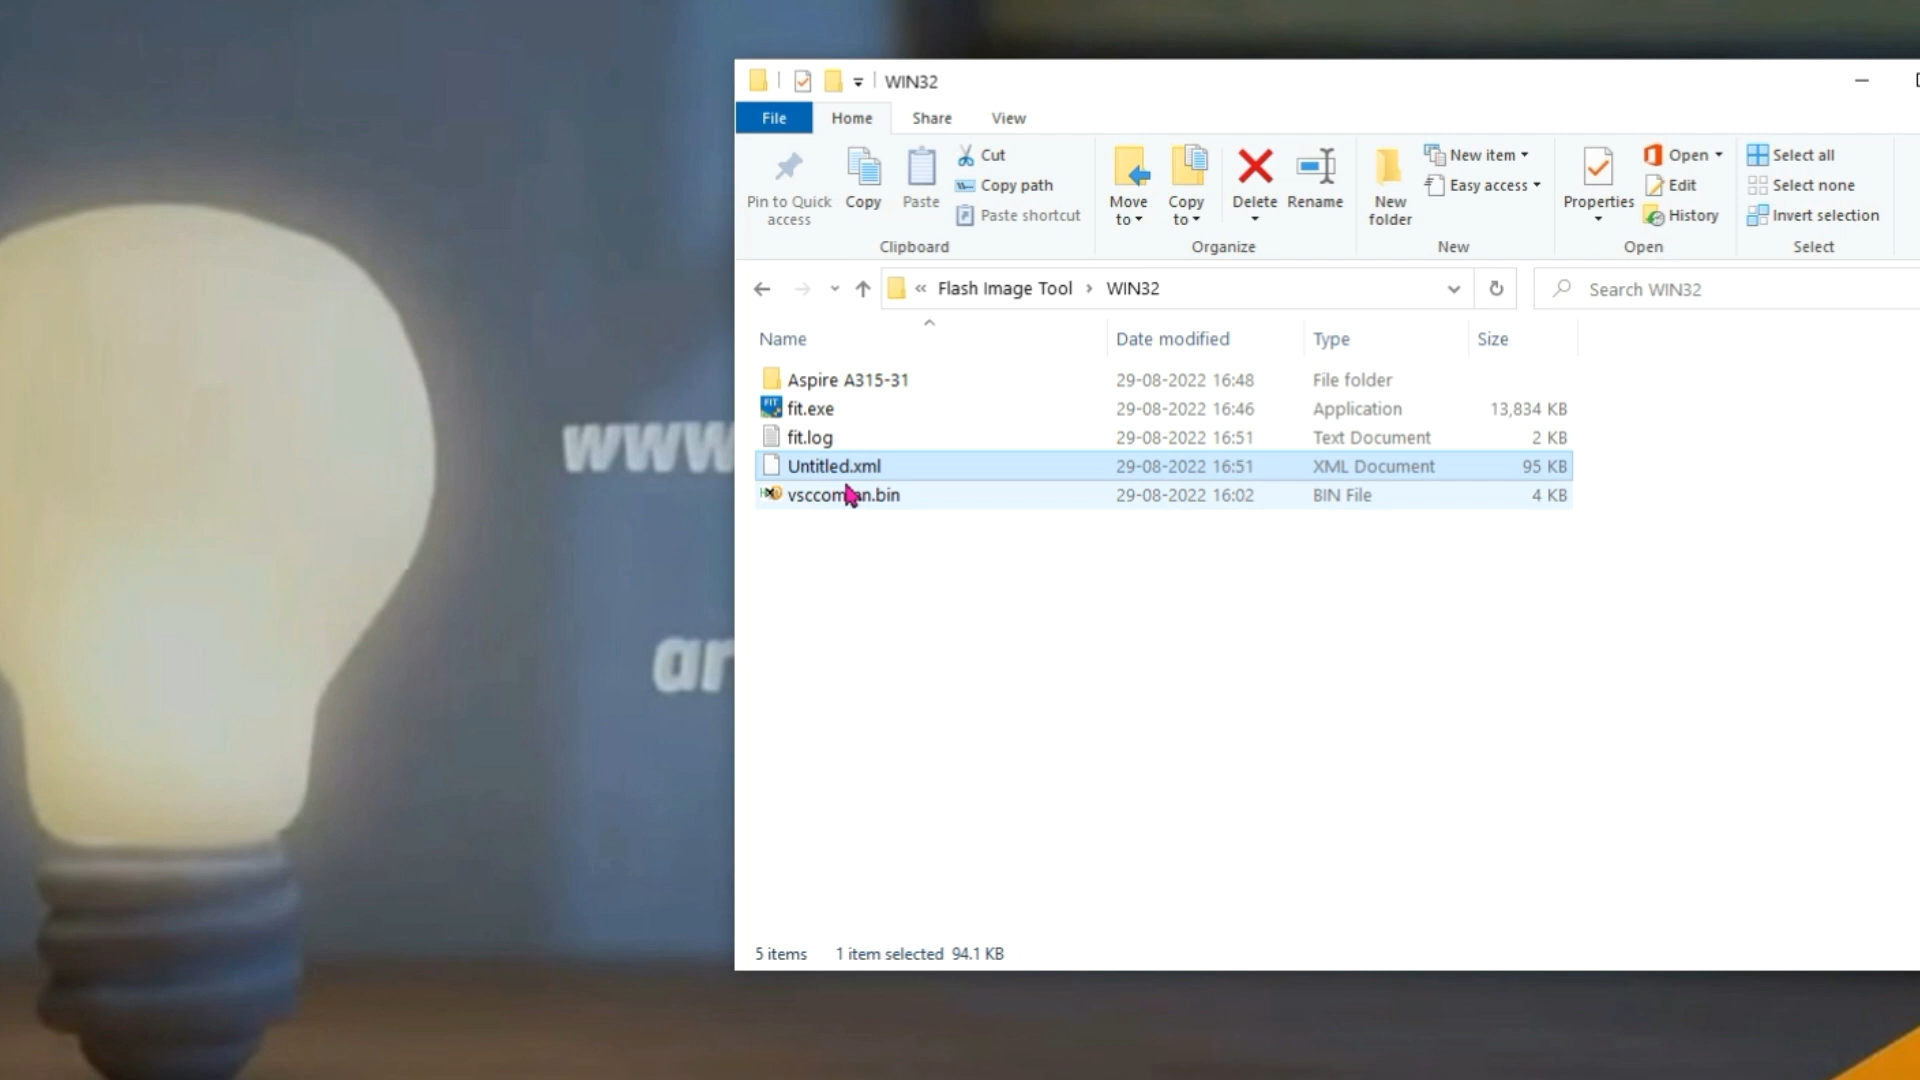 WIN32
File Home Share View
Pin to Quick access
Copy
Paste
Cut
Copy path
Paste shortcut
Clipboard
Move to
Copy to
Delete
Rename
Organize
New folder
New item
Easy access
New
Properties
Open
Edit
History
Open
Select all
Select none
Invert selection
Select
« Flash Image Tool › WIN32
Search WIN32
Name Date modified Type Size
Aspire A315-31 29-08-2022 16:48 File folder
FIT fit.exe 29-08-2022 16:46 Application 13,834 KB
fit.log 29-08-2022 16:51 Text Document 2 KB
Untitled.xml 29-08-2022 16:51 XML Document 95 KB
29-08-2022 16:02 BIN File 4 KB
5 items 1 item selected 94.1 KB
www
ar